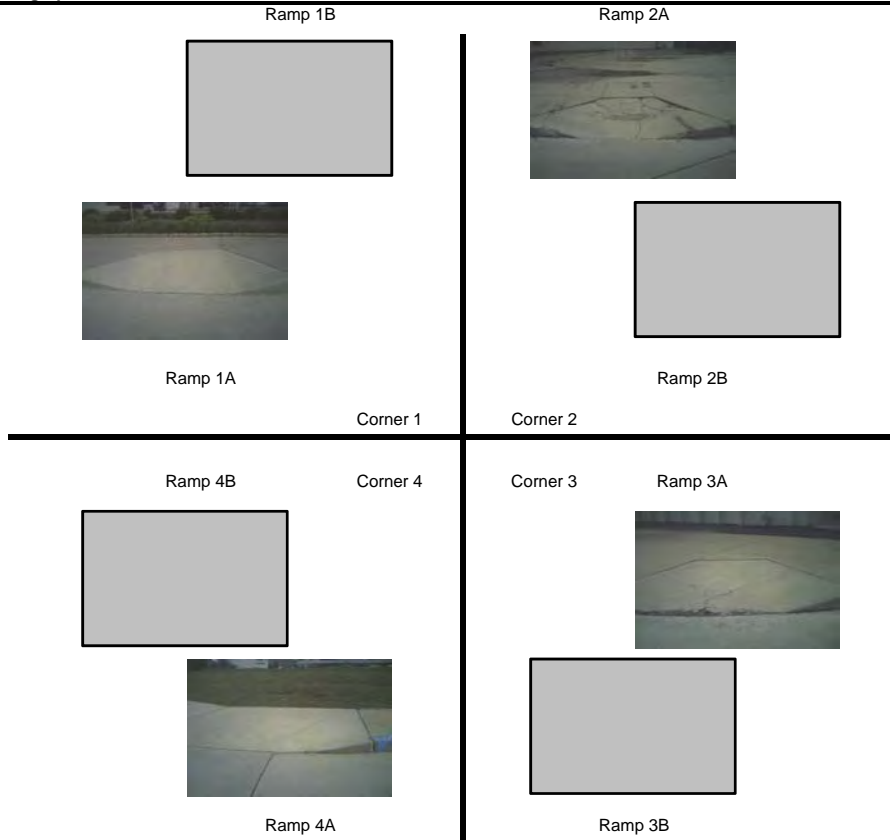 Ramp 1B Ramp 2A
Ramp 1A Ramp 2B
Corner 1 Corner 2
Ramp 4B Corner 4 Corner 3 Ramp 3A
Ramp 4A Ramp 3B